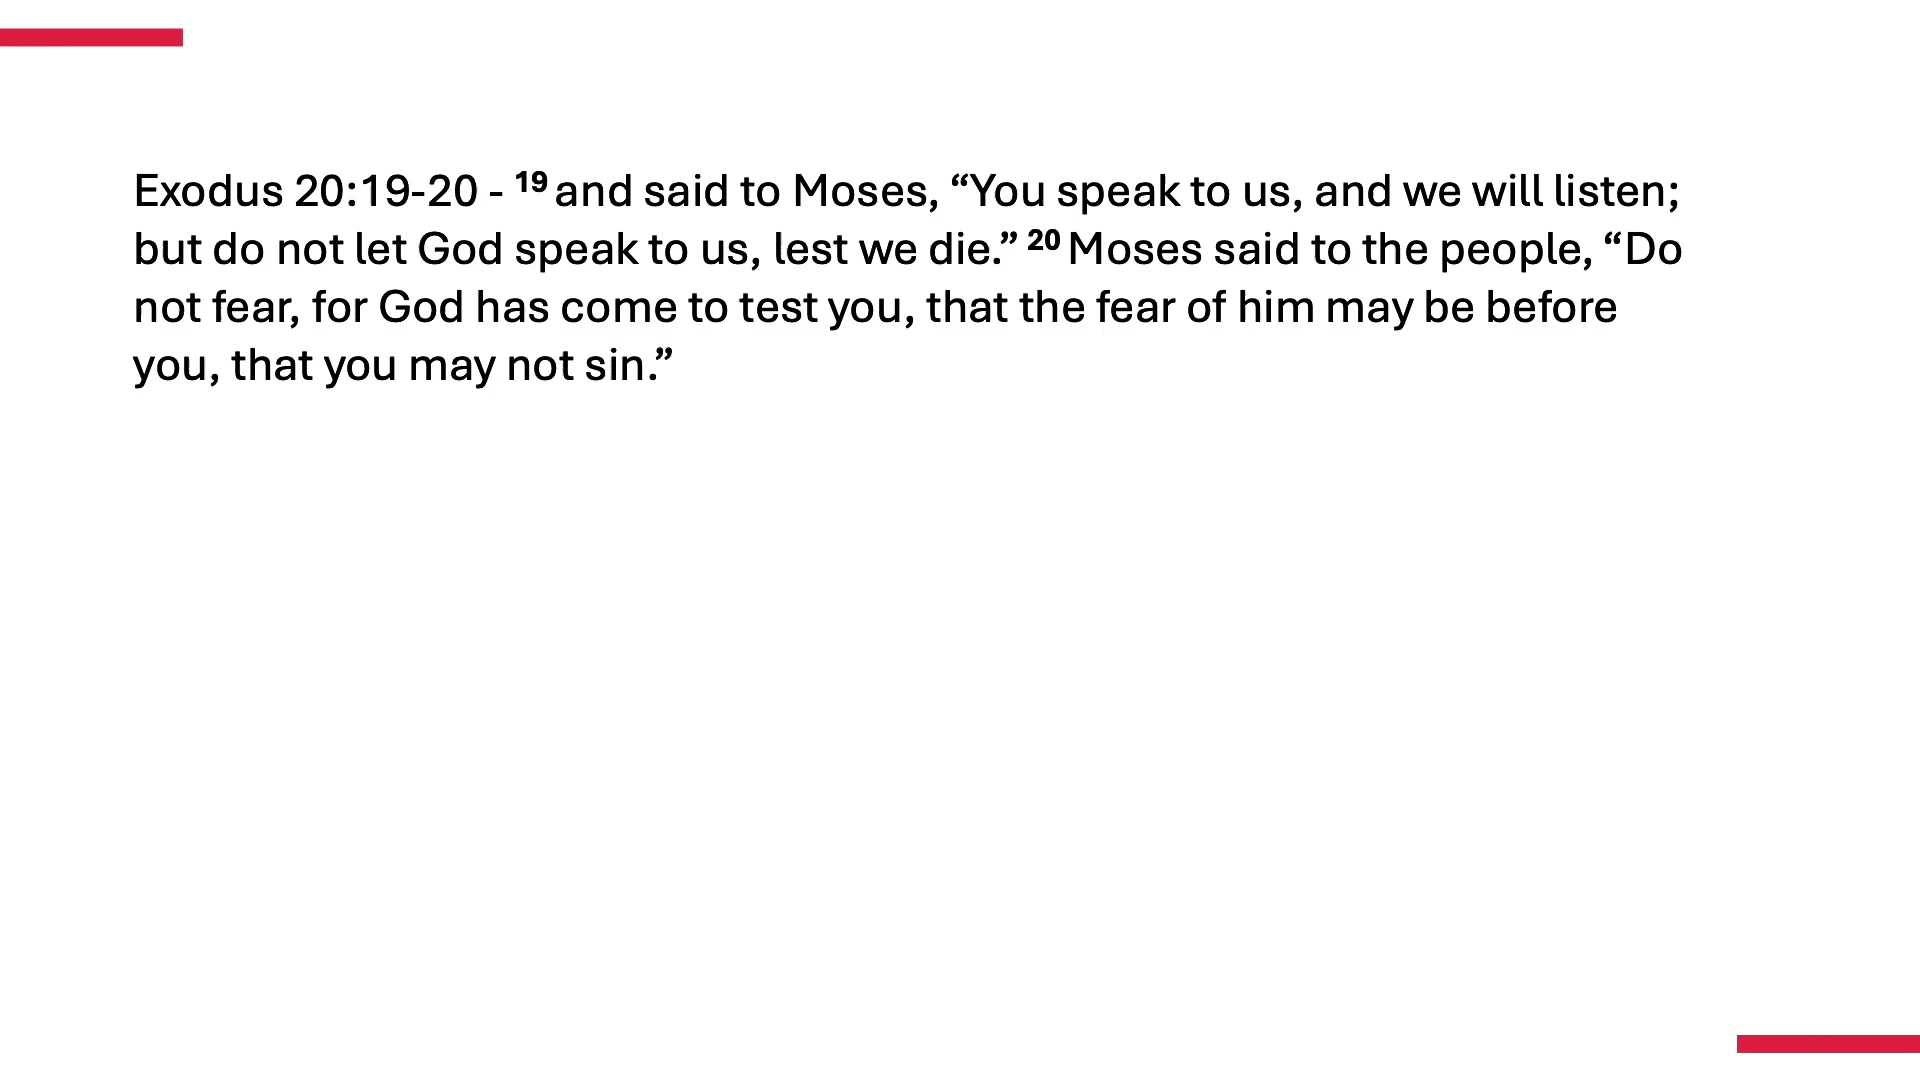 Exodus 20:19-20 - 19 and said to Moses, “You speak to us, and we will listen;
but do not let God speak to us, lest we die.” 20 Moses said to the people, “Do
not fear, for God has come to test you, that the fear of him may be before
you, that you may not sin.”